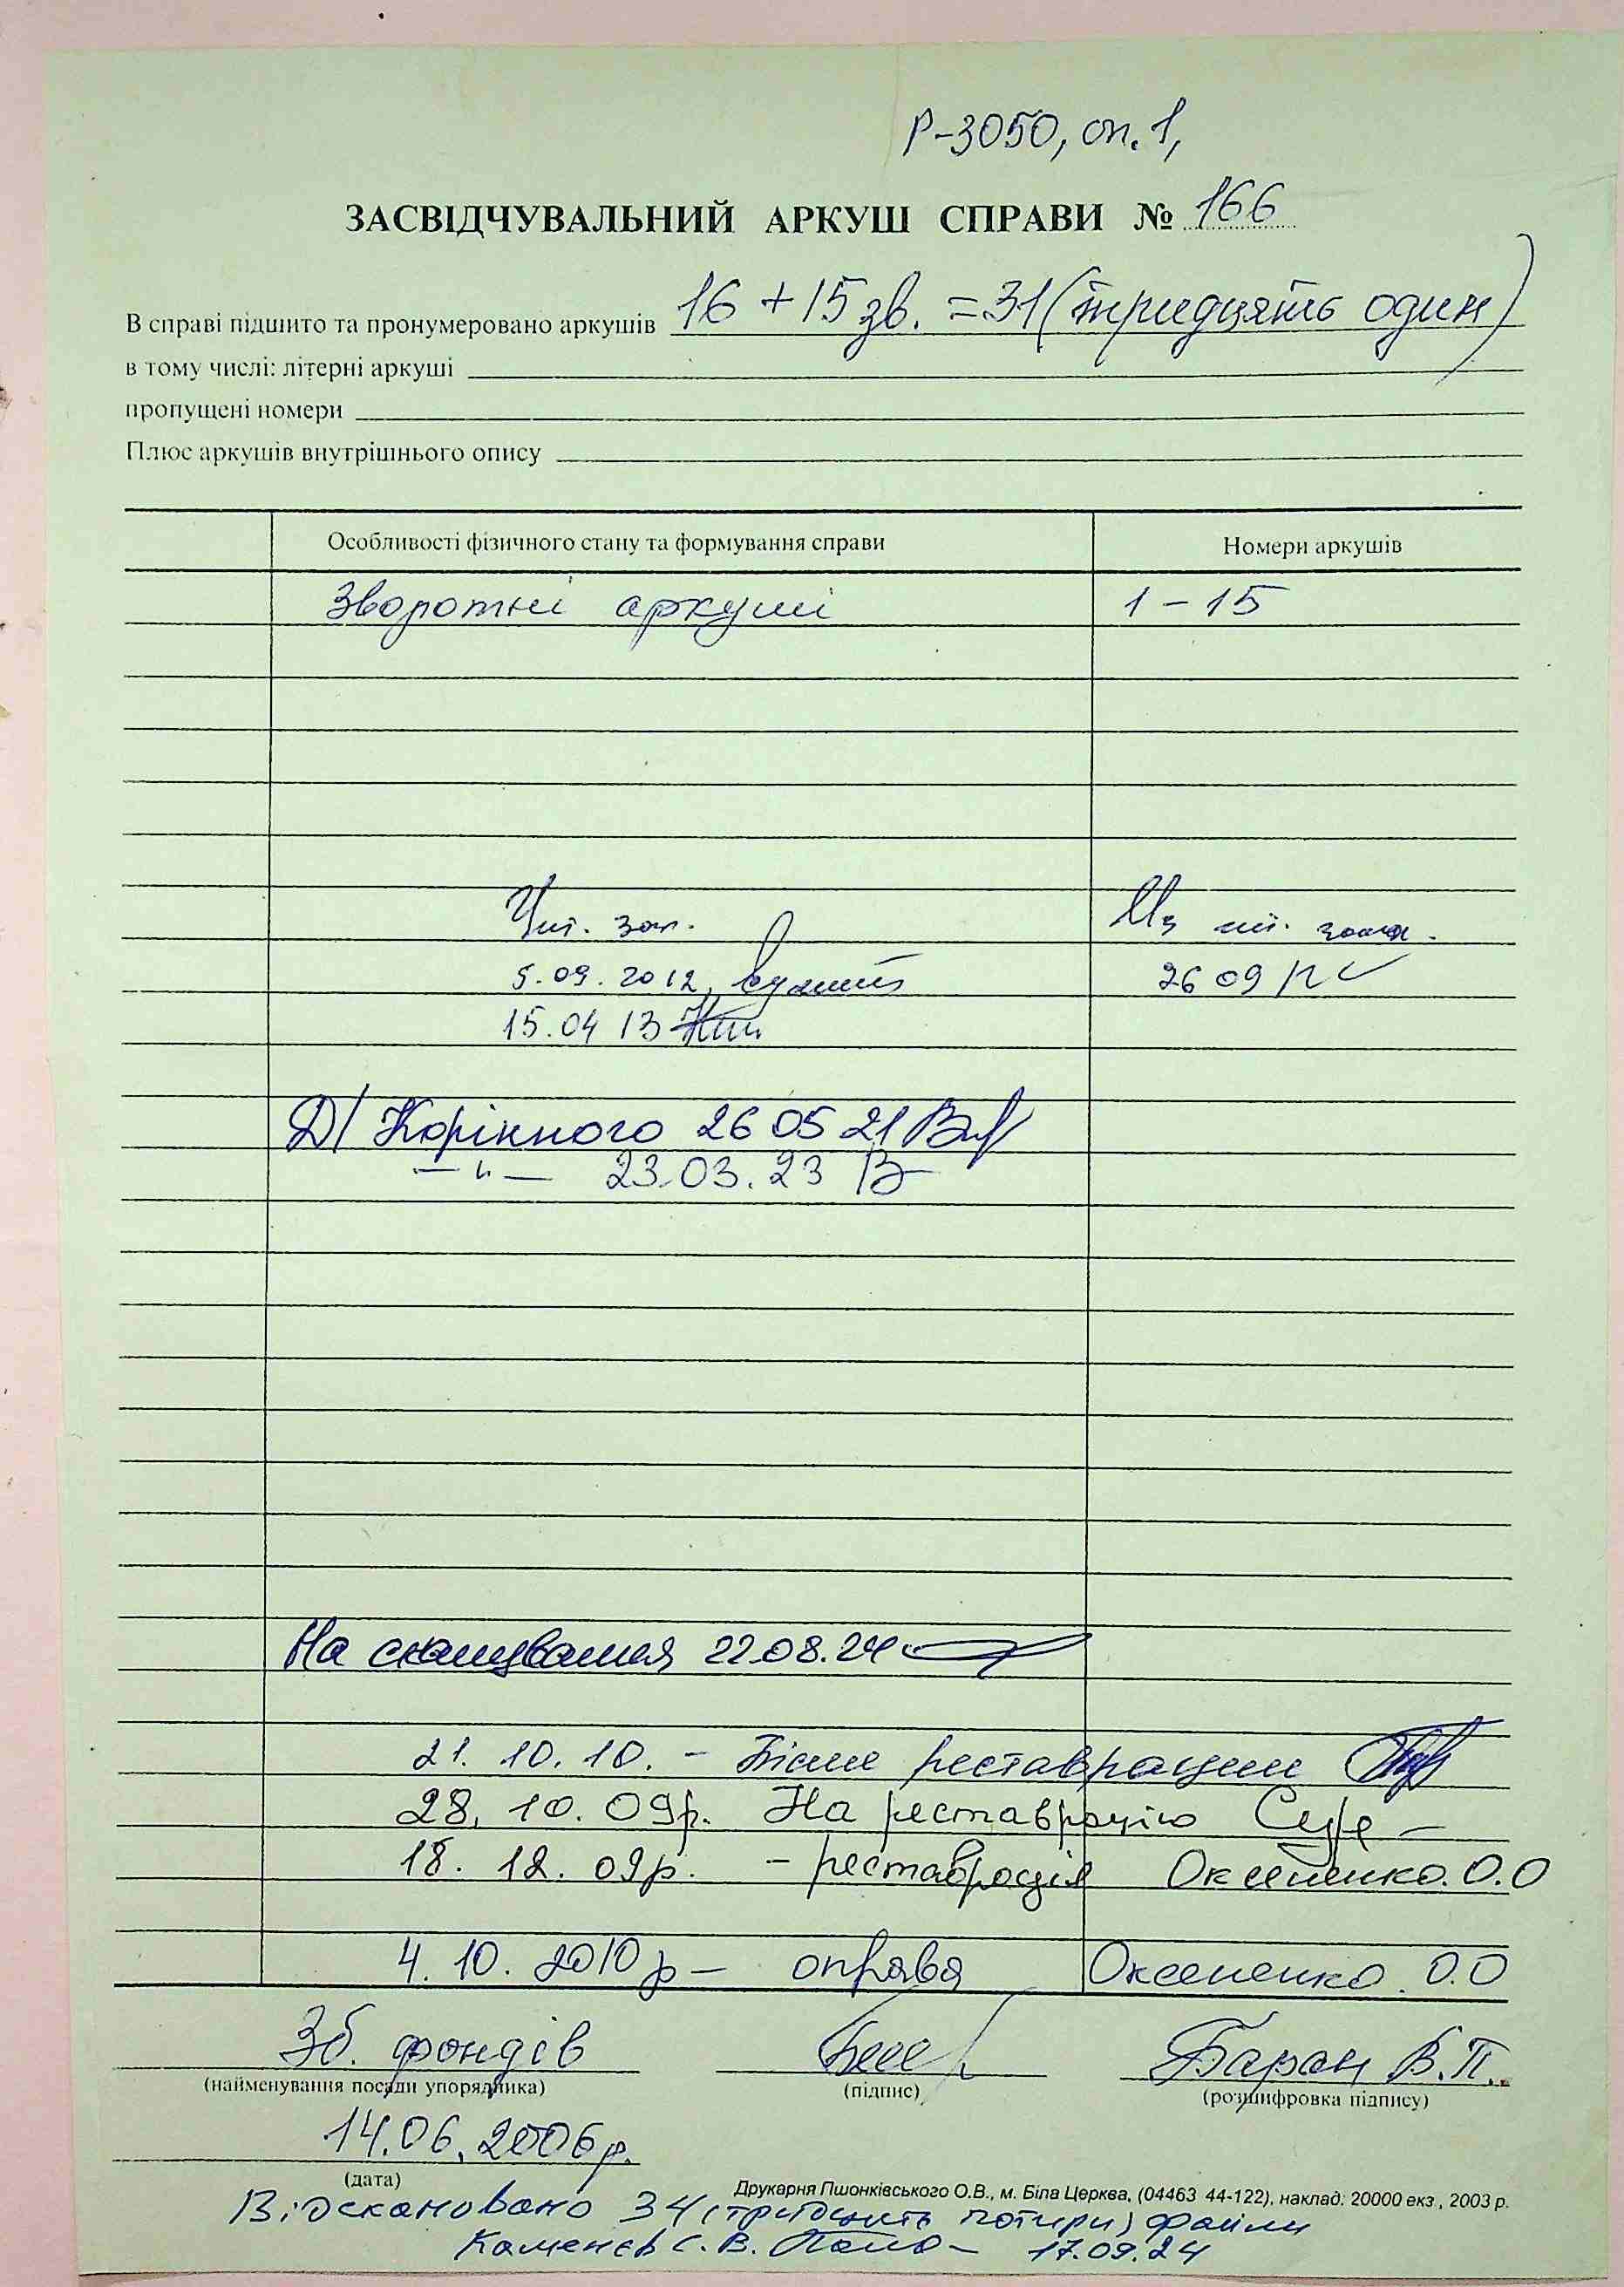 Р-3050, оп. 1,
ЗАСВІДЧУВАЛЬНИЙ АРКУШ СПРАВИ № 166
В справі підшито та пронумеровано аркушів 16 + 15 зв. = 31 (тридцять один)
в тому числі: літерні аркуші
пропущені номери
Плюс аркушів внутрішнього опису
Особливості фізичного стану та формування справи Номери аркушів
Зворотні аркуші 1 – 15
Чит. зал.
5.09.2012, 26 09 12
15.04 13
Д/ Корінного 26 05 21
— " — 23.03.23
На сканування 22.08.24
21. 10. 10. – Після реставрации
28. 10. 09р. На реставрацію
18. 12. 09р. – реставрація Оксененко. О.О
4. 10. 2010 р – оправа Оксененко. О.О
Зб. фондів Баран В.П.
(найменування посади упорядника) (підпис) (розшифровка підпису)
14.06.2006р.
(дата)
Друкарня Пшонківського О.В., м. Біла Церква, (04463 44-122), наклад: 20000 екз., 2003 р.
Відскановано 34 (тридцять чотири) файли
Каменєв С. В. 17.09.24